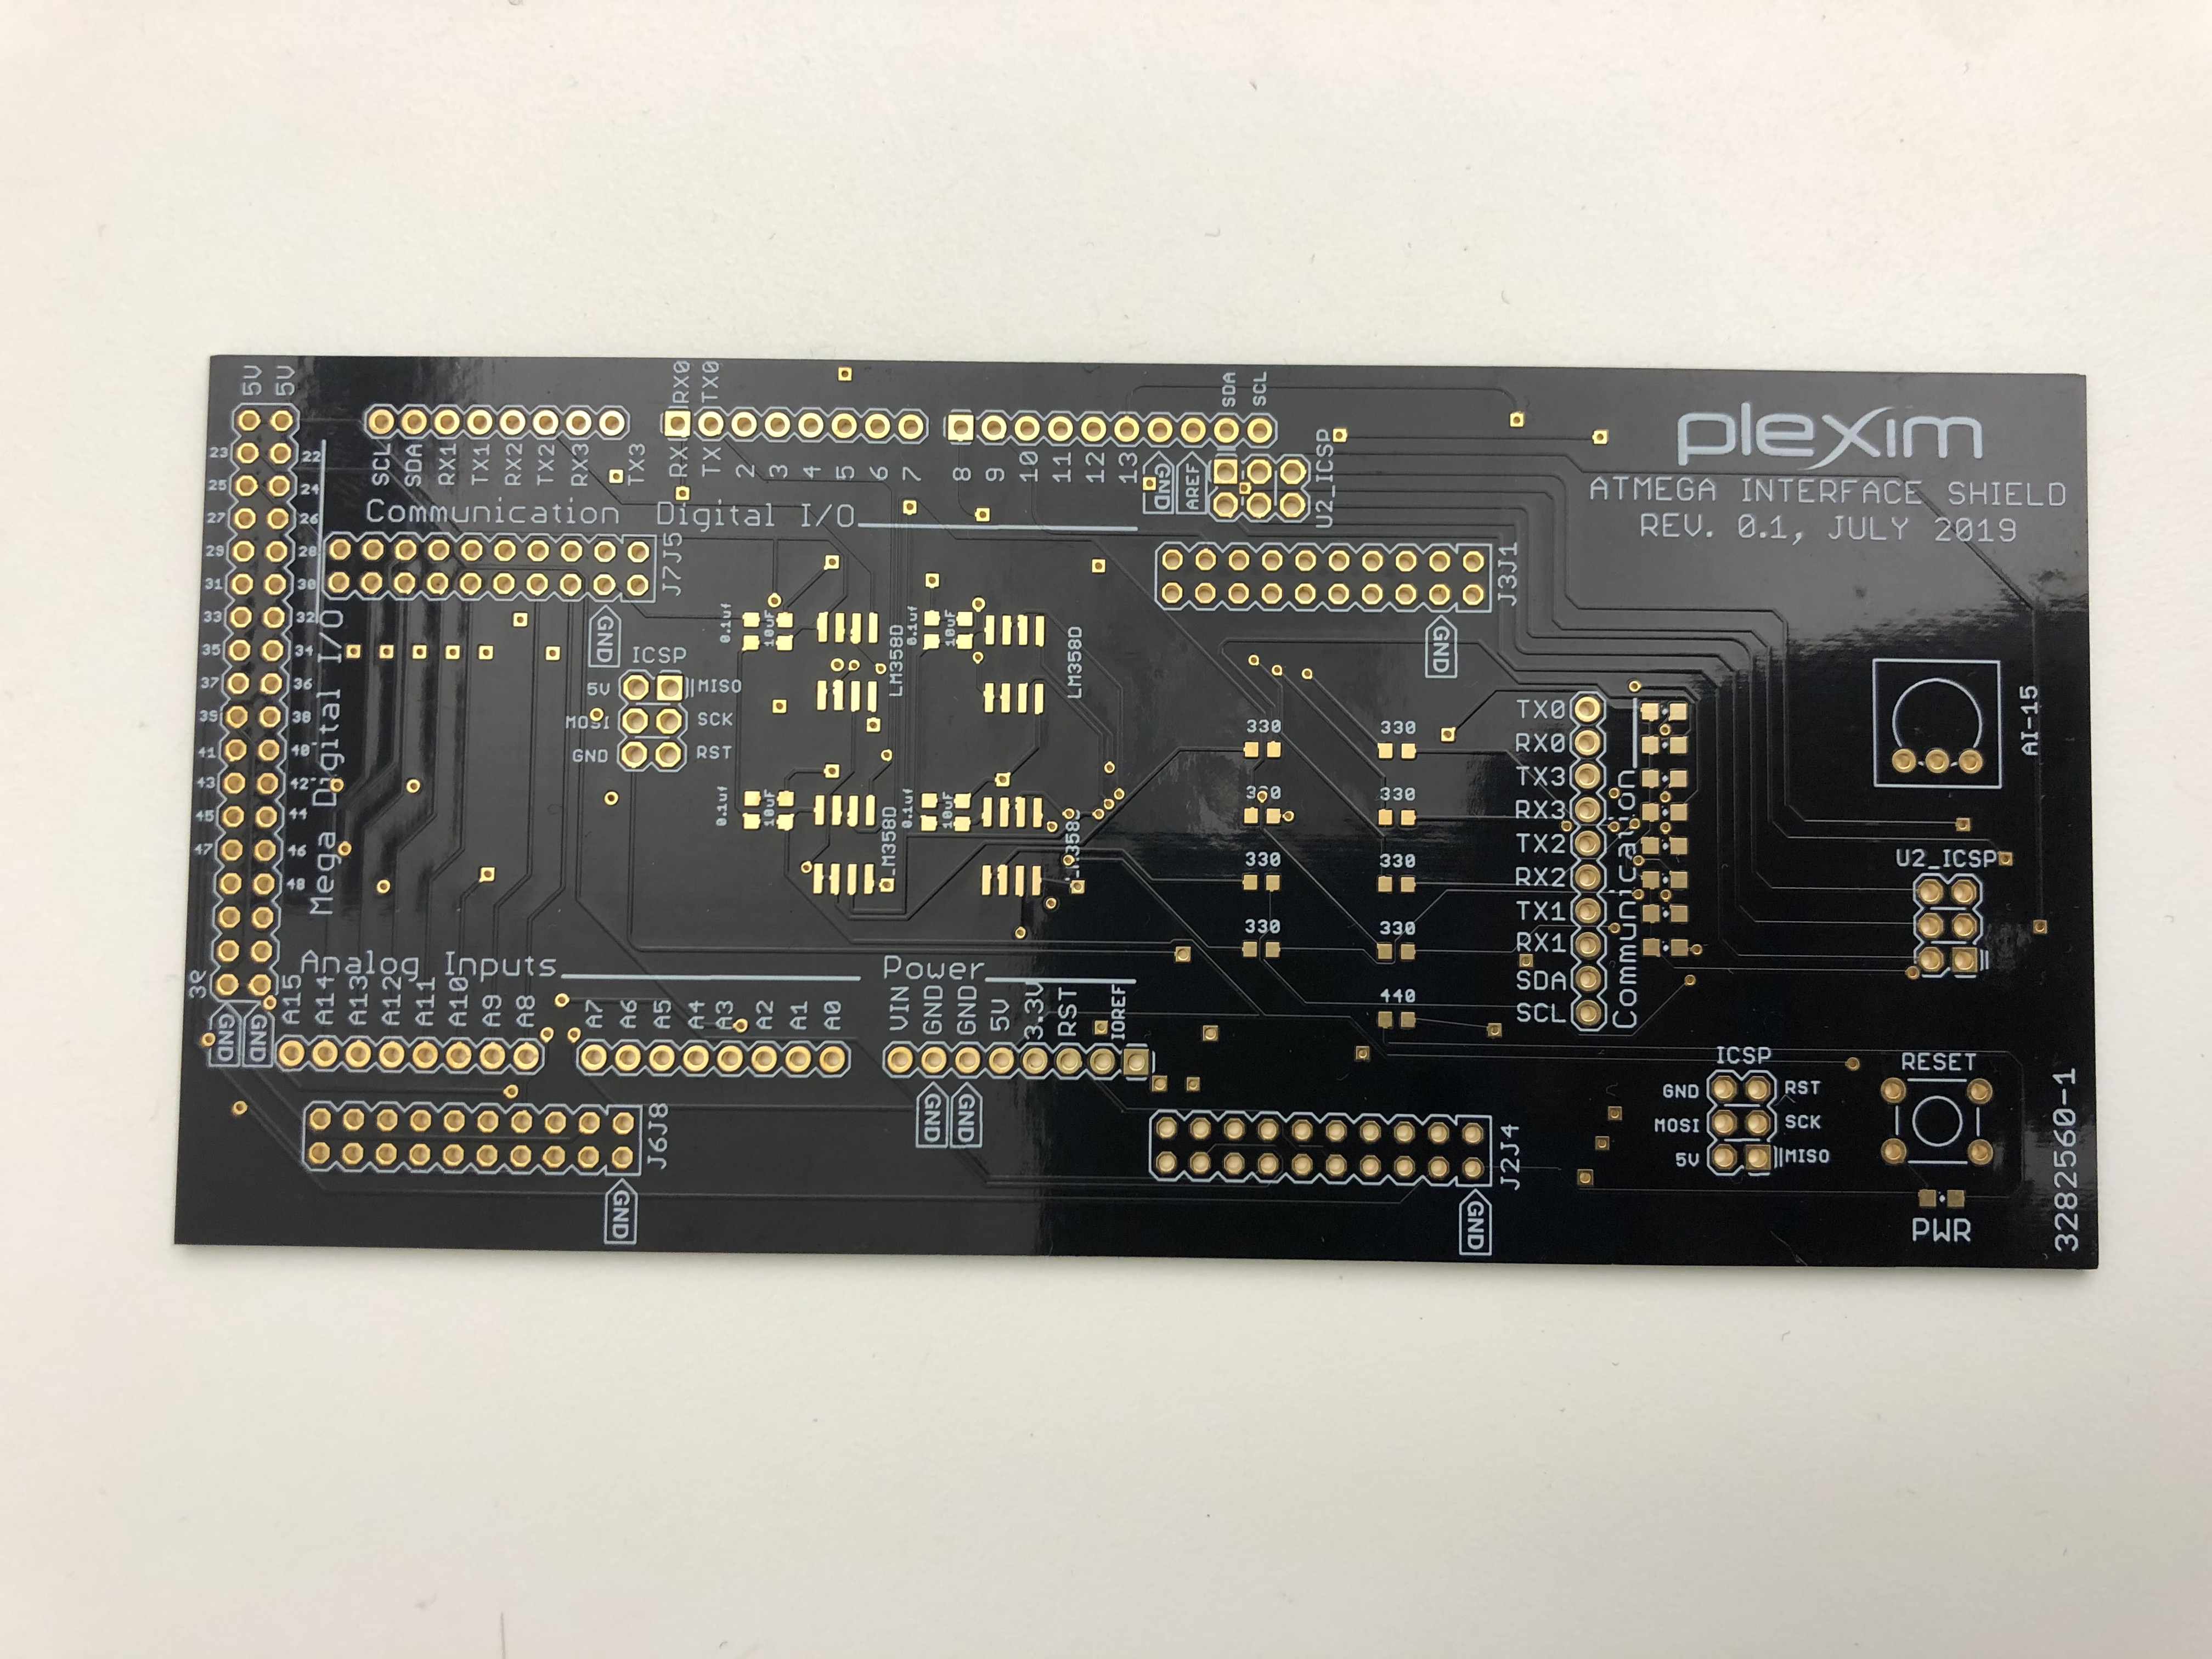 39
GND
GND
47
45
43
41
39
37
35
33
31
29
27
25
23
5V
5V
48
46
44
42
40
38
36
34
32
30
28
26
24
22
Mega Digital I/O
A15
A14
A13
A12
A11
A10
A9
A8
Analog Inputs
A7
A6
A5
A4
A3
A2
A1
A0
GND
J6J8
Communication
SCL
SDA
RX1
TX1
RX2
TX2
RX3
TX3
GND
J7J5
GND
MOSI
5V
ICSP
RST
SCK
MISO
Digital I/O
RX
RX0
TX
TX0
2
3
4
5
6
7
8
9
10
11
12
13
GND
AREF
SDA
SCL
U2_ICSP
0.1uf
10uF
LM358D
0.1uf
10uF
LM358D
0.1uf
10uF
LM358D
0.1uf
10uF
LM358D
Power
VIN
GND
GND
GND
GND
5V
3.3V
RST
IOREF
330
330
330
330
440
330
330
330
330
GND
J2J4
GND
J3J1
SCL
SDA
RX1
TX1
RX2
TX2
RX3
TX3
RX0
TX0
Communication
plexim
ATMEGA INTERFACE SHIELD
REV. 0.1, JULY 2019
5V
MOSI
GND
ICSP
MISO
SCK
RST
RESET
PWR
U2_ICSP
AI-15
3282560-1